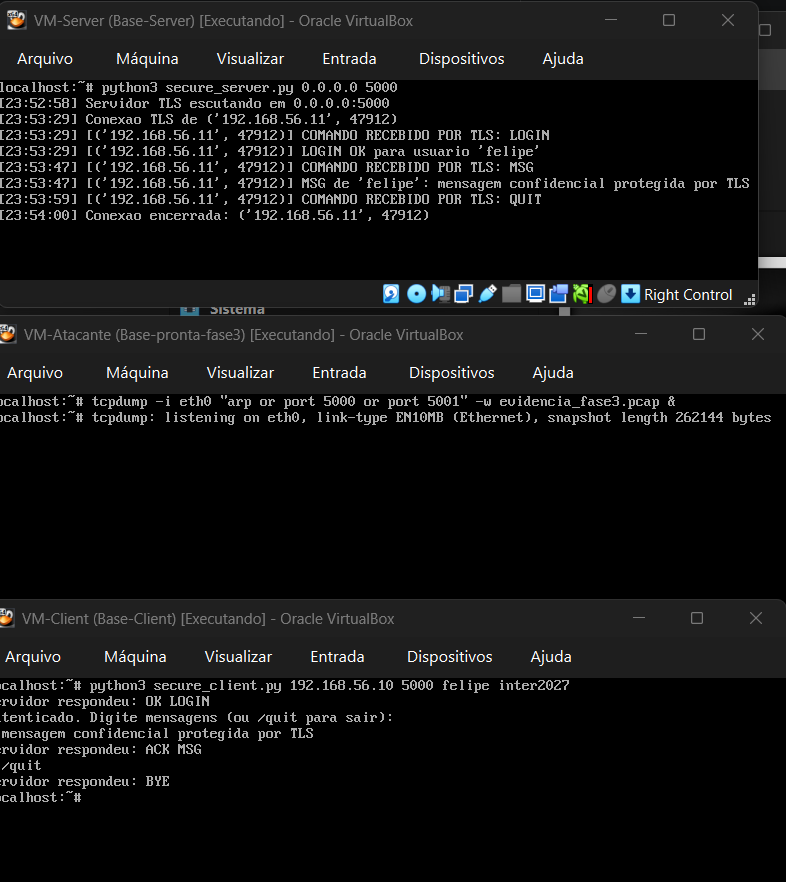 VM-Server (Base-Server) [Executando] - Oracle VirtualBox
Arquivo Máquina Visualizar Entrada Dispositivos Ajuda
localhost:~# python3 secure_server.py 0.0.0.0 5000
[23:52:58] Servidor TLS escutando em 0.0.0.0:5000
[23:53:29] Conexao TLS de ('192.168.56.11', 47912)
[23:53:29] [('192.168.56.11', 47912)] COMANDO RECEBIDO POR TLS: LOGIN
[23:53:29] [('192.168.56.11', 47912)] LOGIN OK para usuario 'felipe'
[23:53:47] [('192.168.56.11', 47912)] COMANDO RECEBIDO POR TLS: MSG
[23:53:47] [('192.168.56.11', 47912)] MSG de 'felipe': mensagem confidencial protegida por TLS
[23:53:59] [('192.168.56.11', 47912)] COMANDO RECEBIDO POR TLS: QUIT
[23:54:00] Conexao encerrada: ('192.168.56.11', 47912)
Right Control
Sistema
VM-Atacante (Base-pronta-fase3) [Executando] - Oracle VirtualBox
Arquivo Máquina Visualizar Entrada Dispositivos Ajuda
ocalhost:~# tcpdump -i eth0 "arp or port 5000 or port 5001" -w evidencia_fase3.pcap &
ocalhost:~# tcpdump: listening on eth0, link-type EN10MB (Ethernet), snapshot length 262144 bytes
VM-Client (Base-Client) [Executando] - Oracle VirtualBox
Arquivo Máquina Visualizar Entrada Dispositivos Ajuda
ocalhost:~# python3 secure_client.py 192.168.56.10 5000 felipe inter2027
ervidor respondeu: OK LOGIN
utenticado. Digite mensagens (ou /quit para sair):
mensagem confidencial protegida por TLS
ervidor respondeu: ACK MSG
/quit
ervidor respondeu: BYE
ocalhost:~#